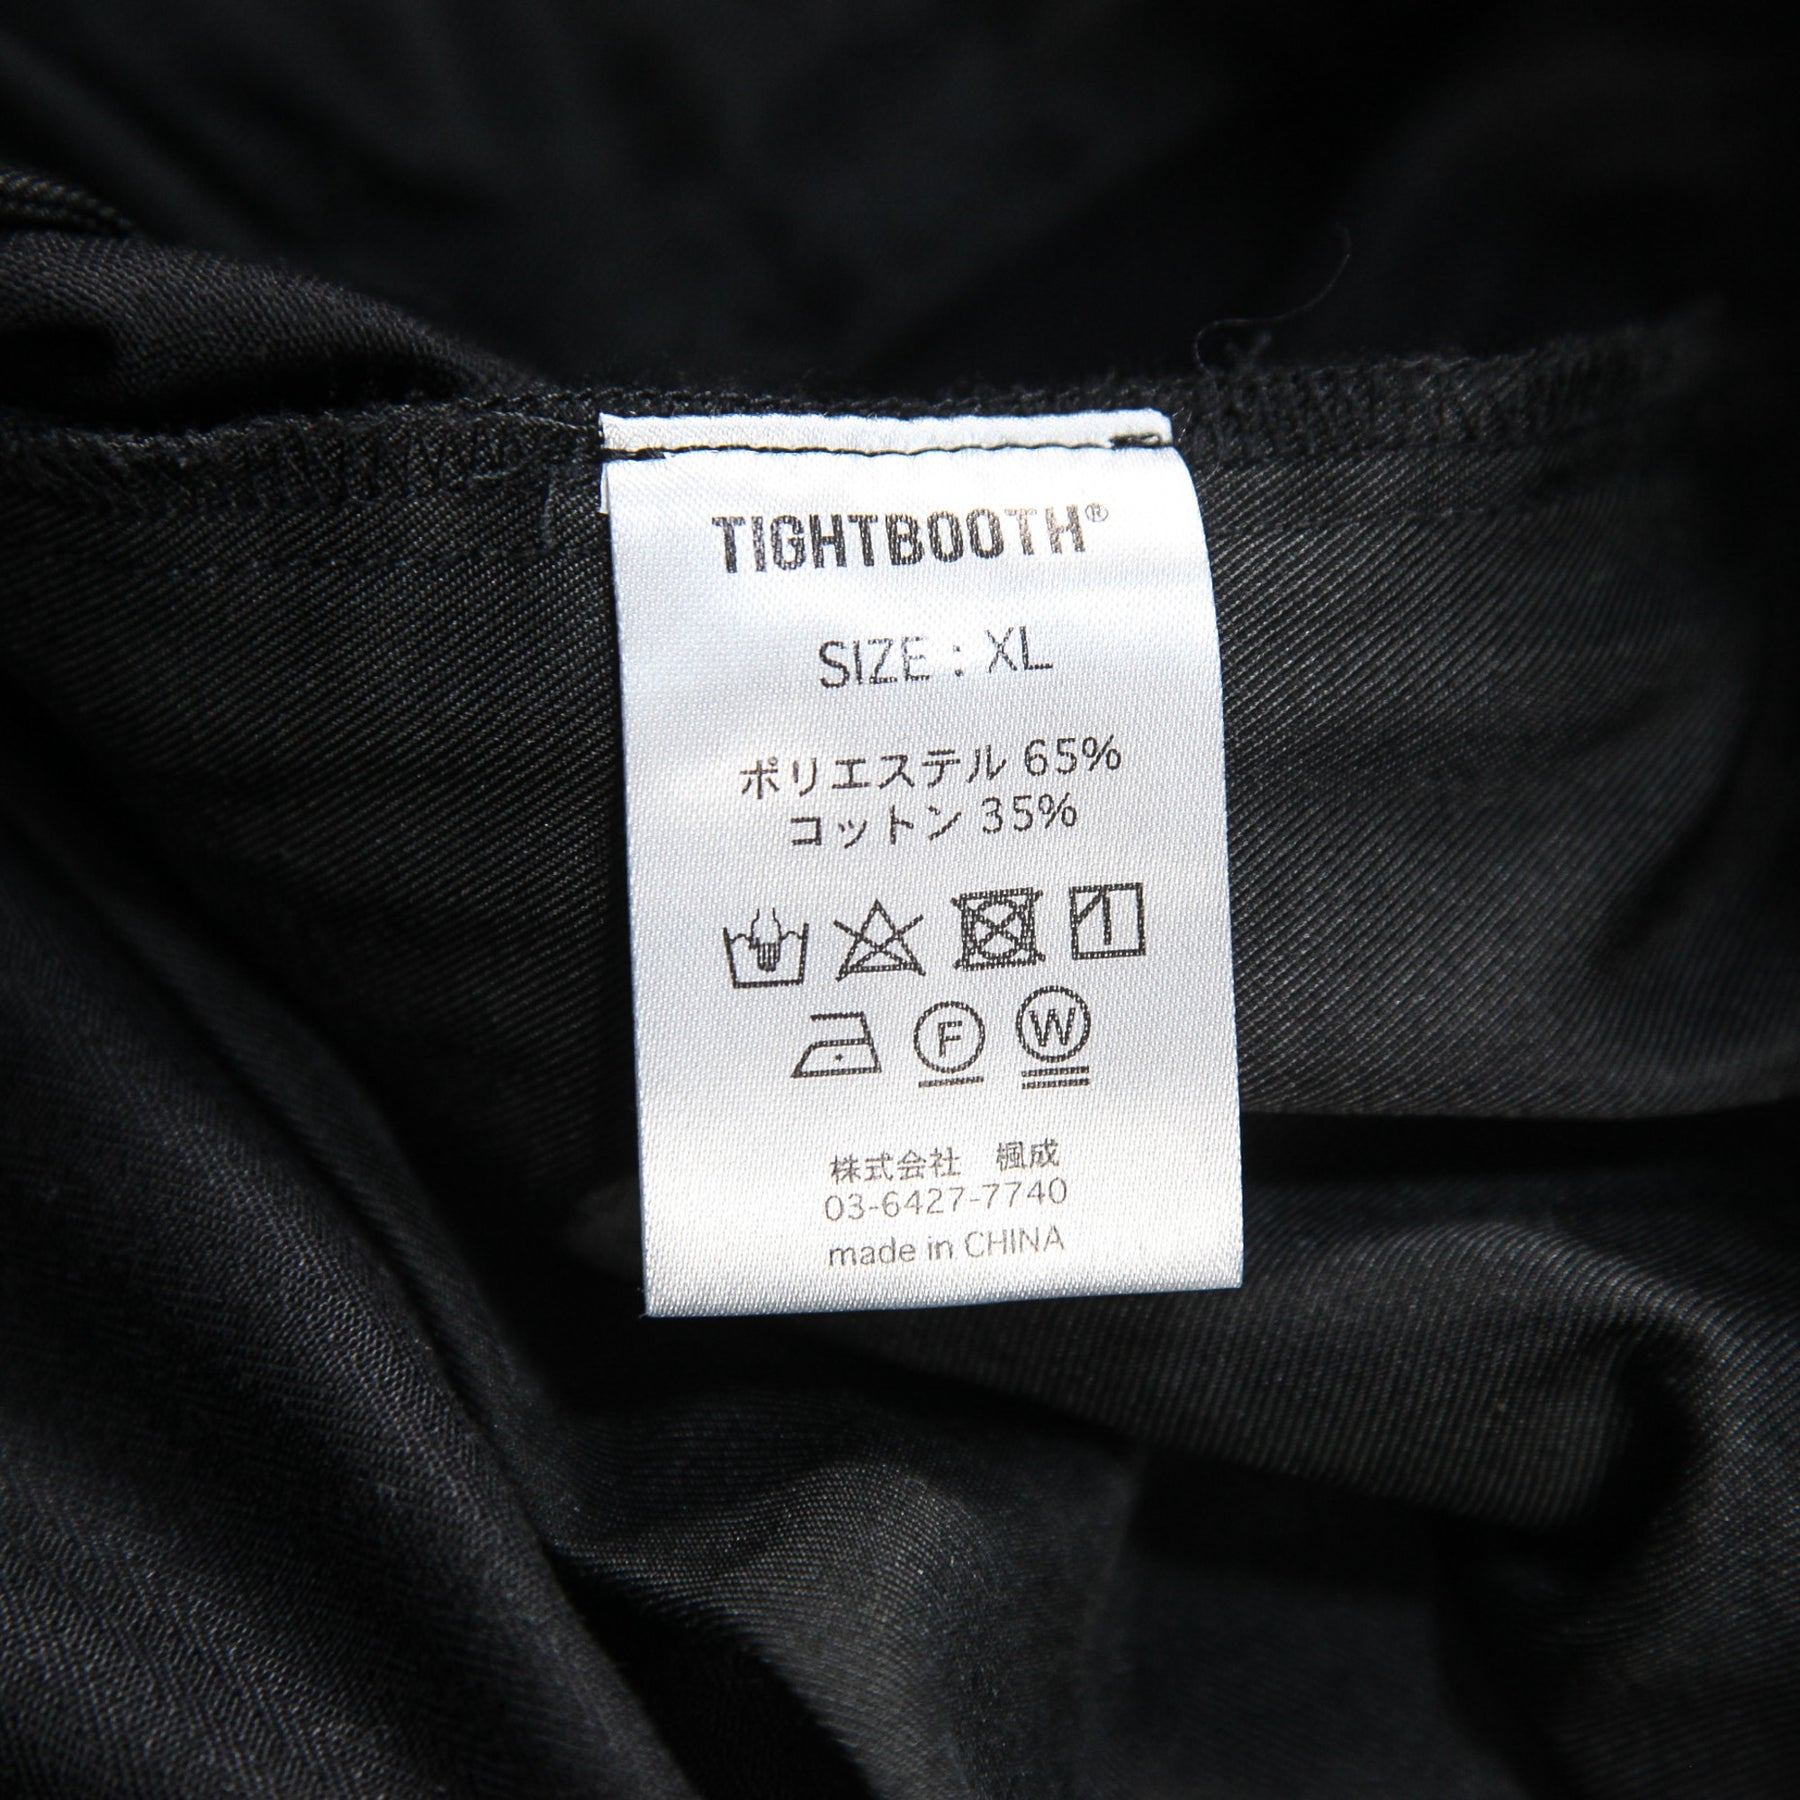 TIGHTBOOTH®
SIZE : XL
ポリエステル 65%
コットン 35%
F W
株式会社 楓成
03-6427-7740
made in CHINA